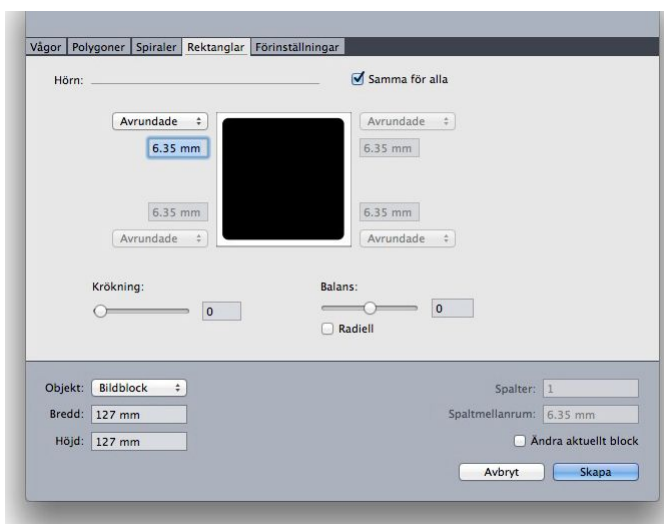 Vågor Polygoner Spiraler Rektanglar Förinställningar
Hörn: Samma för alla
Avrundade Avrundade
6.35 mm 6.35 mm
6.35 mm 6.35 mm
Avrundade Avrundade
Krökning: Balans:
0 0
Radiell
Objekt: Bildblock Spalter: 1
Bredd: 127 mm Spaltmellanrum: 6.35 mm
Höjd: 127 mm Ändra aktuellt block
Avbryt Skapa